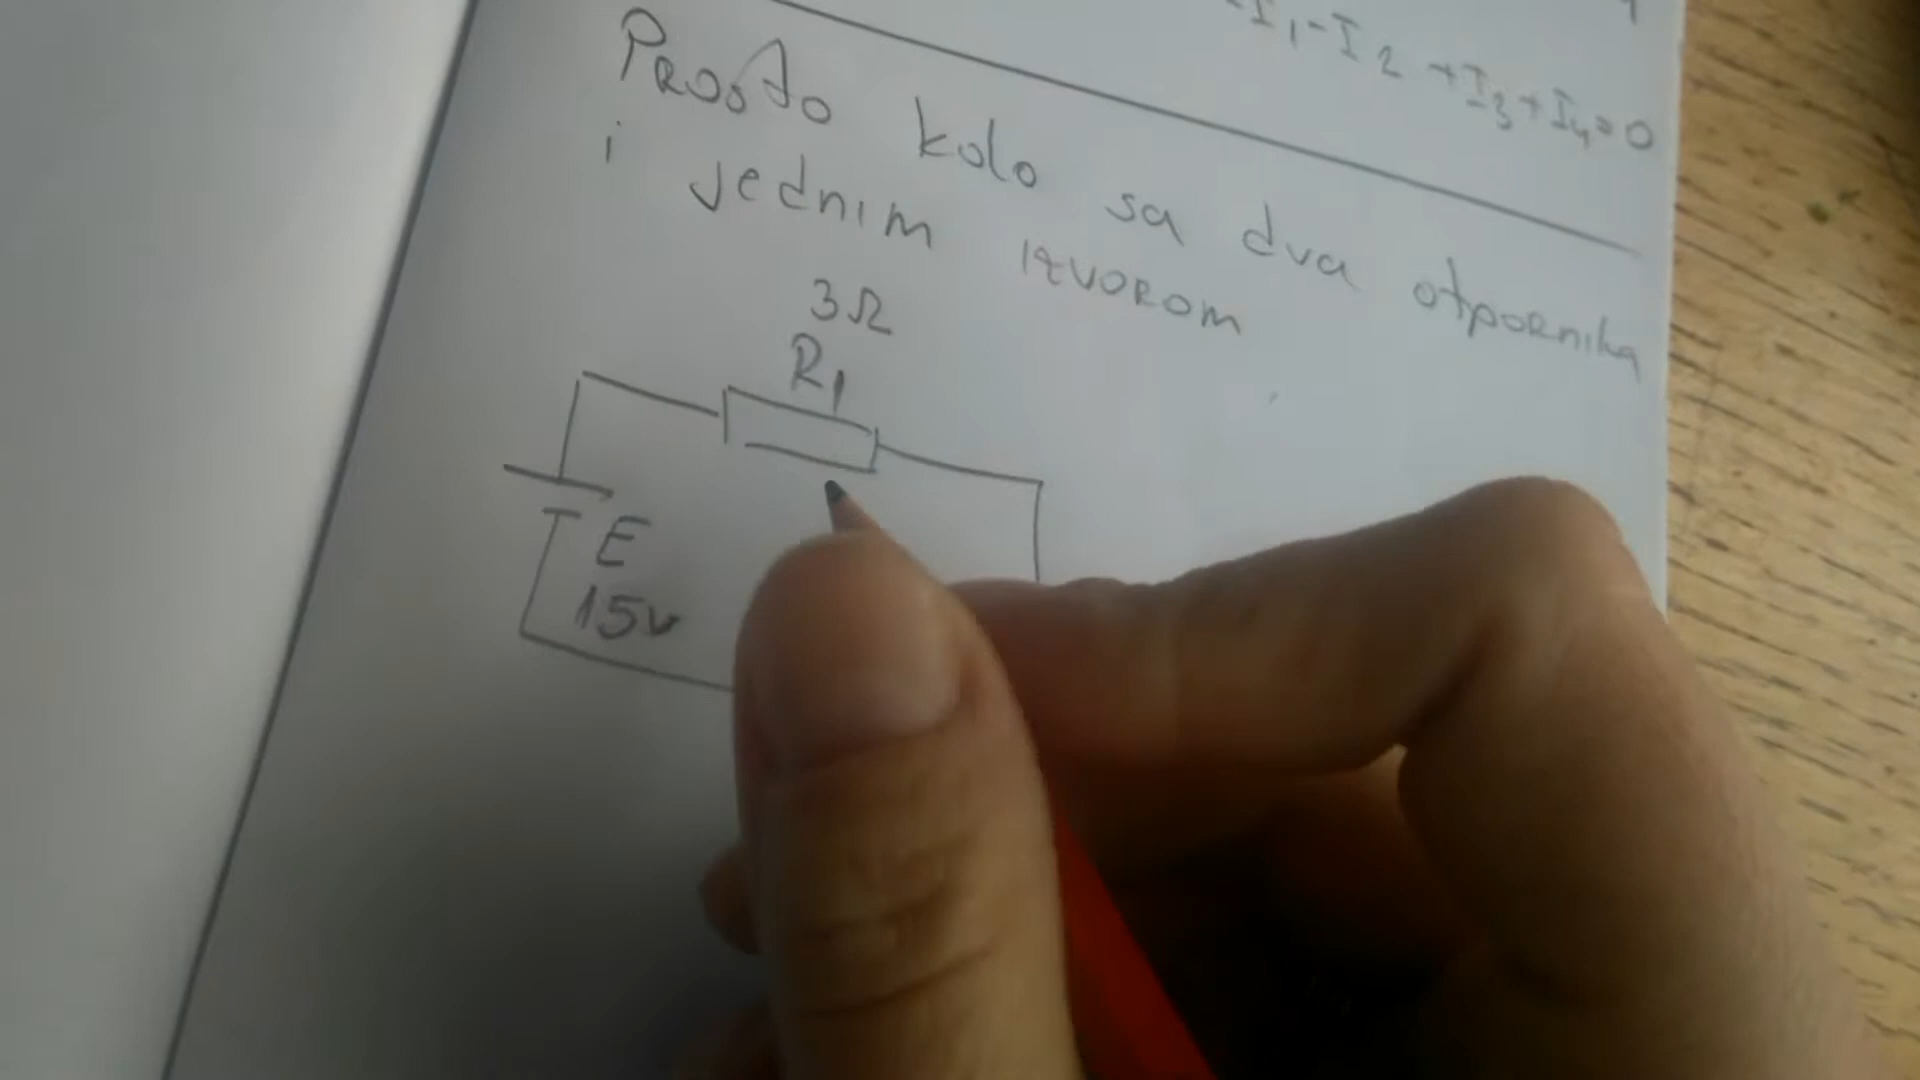 -I1-I2+I3+I4=0
Prosto kolo sa dva otpornika
i jednim izvorom
3Ω
R1
E
15v